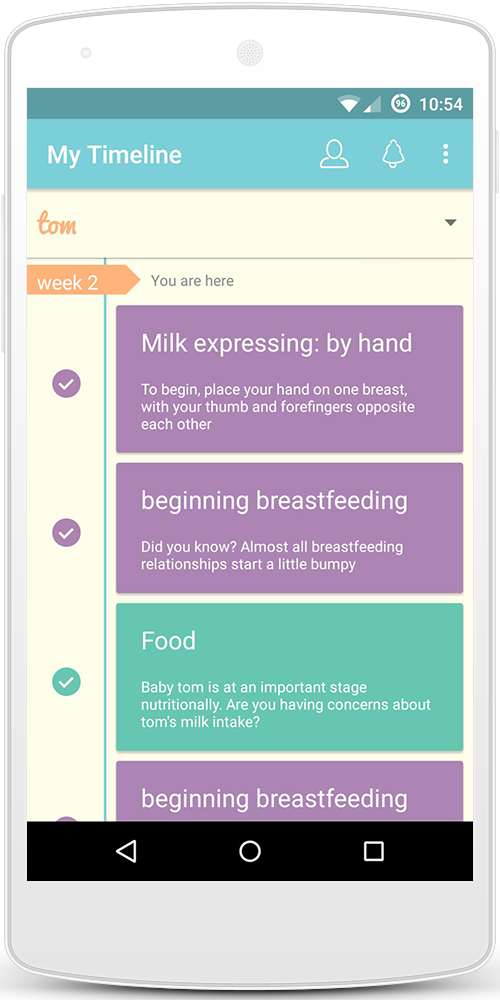 96 10:54
My Timeline
tom
week 2
You are here
Milk expressing: by hand
To begin, place your hand on one breast,
with your thumb and forefingers opposite
each other
beginning breastfeeding
Did you know? Almost all breastfeeding
relationships start a little bumpy
Food
Baby tom is at an important stage
nutritionally. Are you having concerns about
tom's milk intake?
beginning breastfeeding